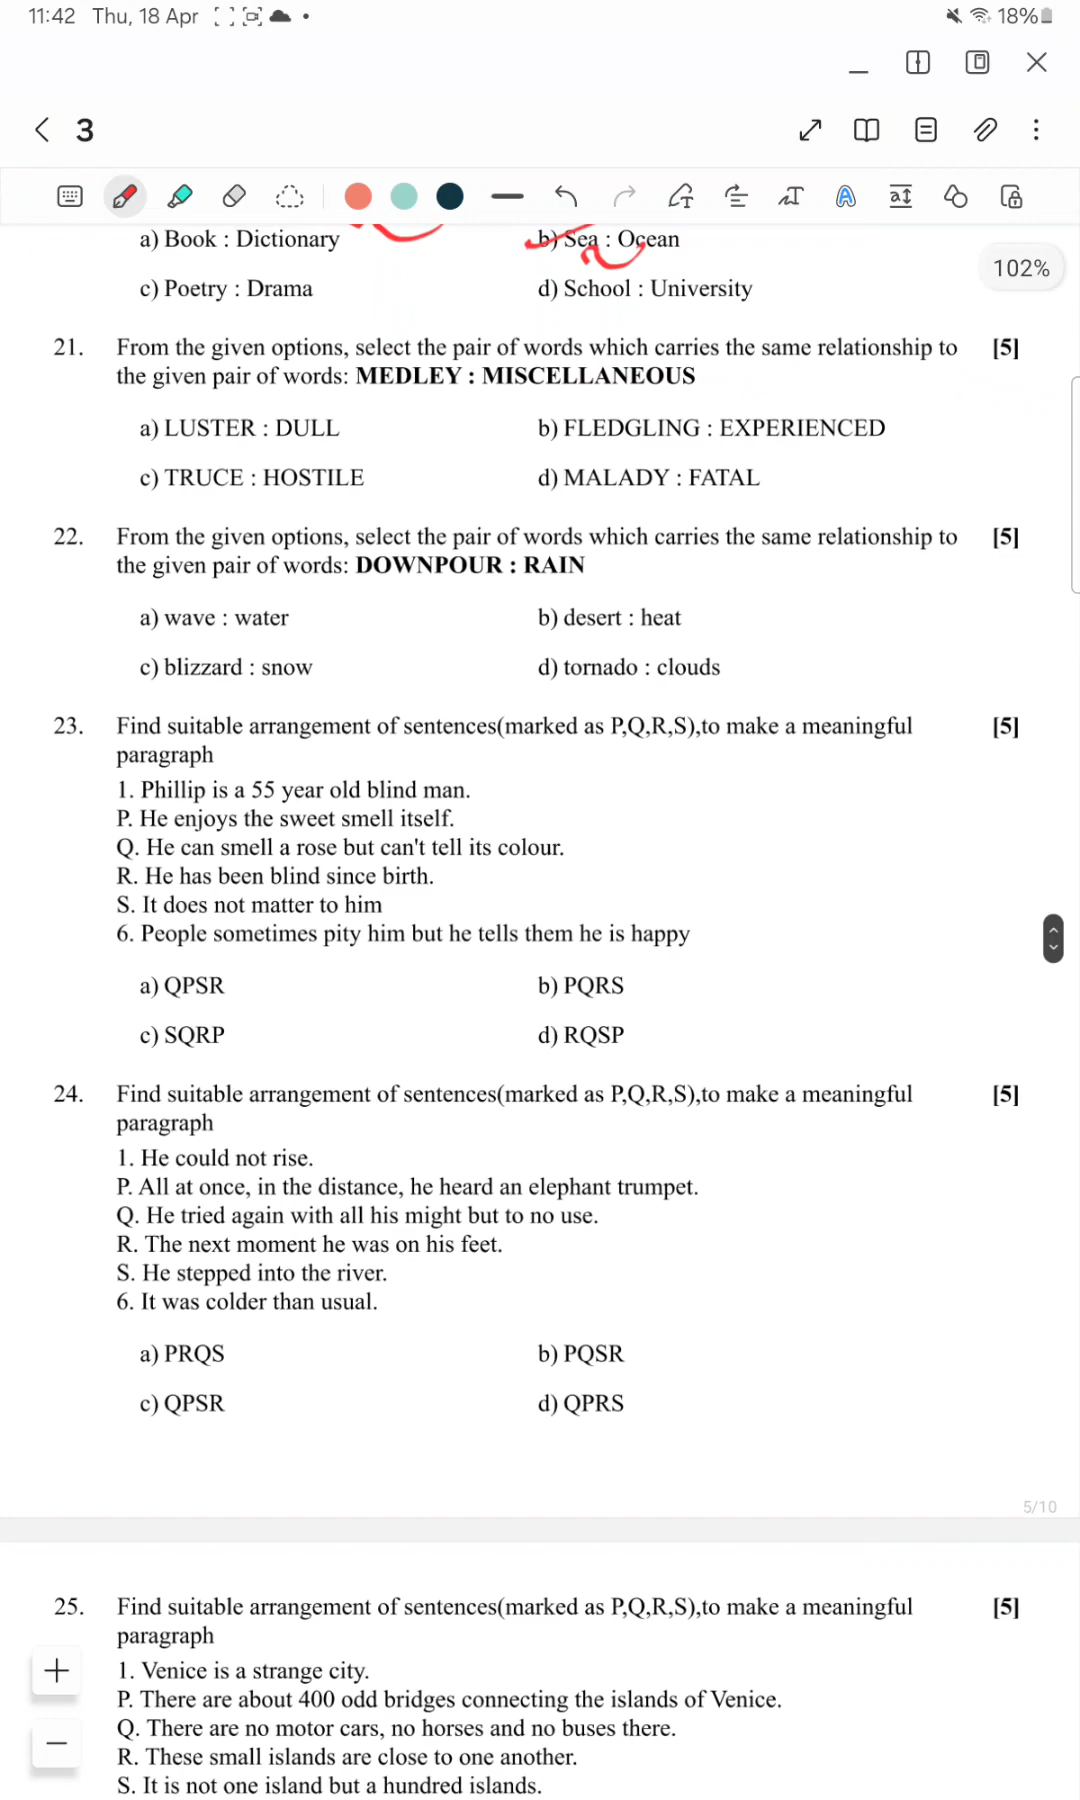 11:42 Thu, 18 Apr
18%
3
a) Book : Dictionary
b) Sea : Ocean
102%
c) Poetry : Drama
d) School : University
21. From the given options, select the pair of words which carries the same relationship to [5]
the given pair of words: MEDLEY : MISCELLANEOUS
a) LUSTER : DULL
b) FLEDGLING : EXPERIENCED
c) TRUCE : HOSTILE
d) MALADY : FATAL
22. From the given options, select the pair of words which carries the same relationship to [5]
the given pair of words: DOWNPOUR : RAIN
a) wave : water
b) desert : heat
c) blizzard : snow
d) tornado : clouds
23. Find suitable arrangement of sentences(marked as P,Q,R,S),to make a meaningful [5]
paragraph
1. Phillip is a 55 year old blind man.
P. He enjoys the sweet smell itself.
Q. He can smell a rose but can't tell its colour.
R. He has been blind since birth.
S. It does not matter to him
6. People sometimes pity him but he tells them he is happy
a) QPSR
b) PQRS
c) SQRP
d) RQSP
24. Find suitable arrangement of sentences(marked as P,Q,R,S),to make a meaningful [5]
paragraph
1. He could not rise.
P. All at once, in the distance, he heard an elephant trumpet.
Q. He tried again with all his might but to no use.
R. The next moment he was on his feet.
S. He stepped into the river.
6. It was colder than usual.
a) PRQS
b) PQSR
c) QPSR
d) QPRS
5/10
25. Find suitable arrangement of sentences(marked as P,Q,R,S),to make a meaningful [5]
paragraph
1. Venice is a strange city.
P. There are about 400 odd bridges connecting the islands of Venice.
Q. There are no motor cars, no horses and no buses there.
R. These small islands are close to one another.
S. It is not one island but a hundred islands.